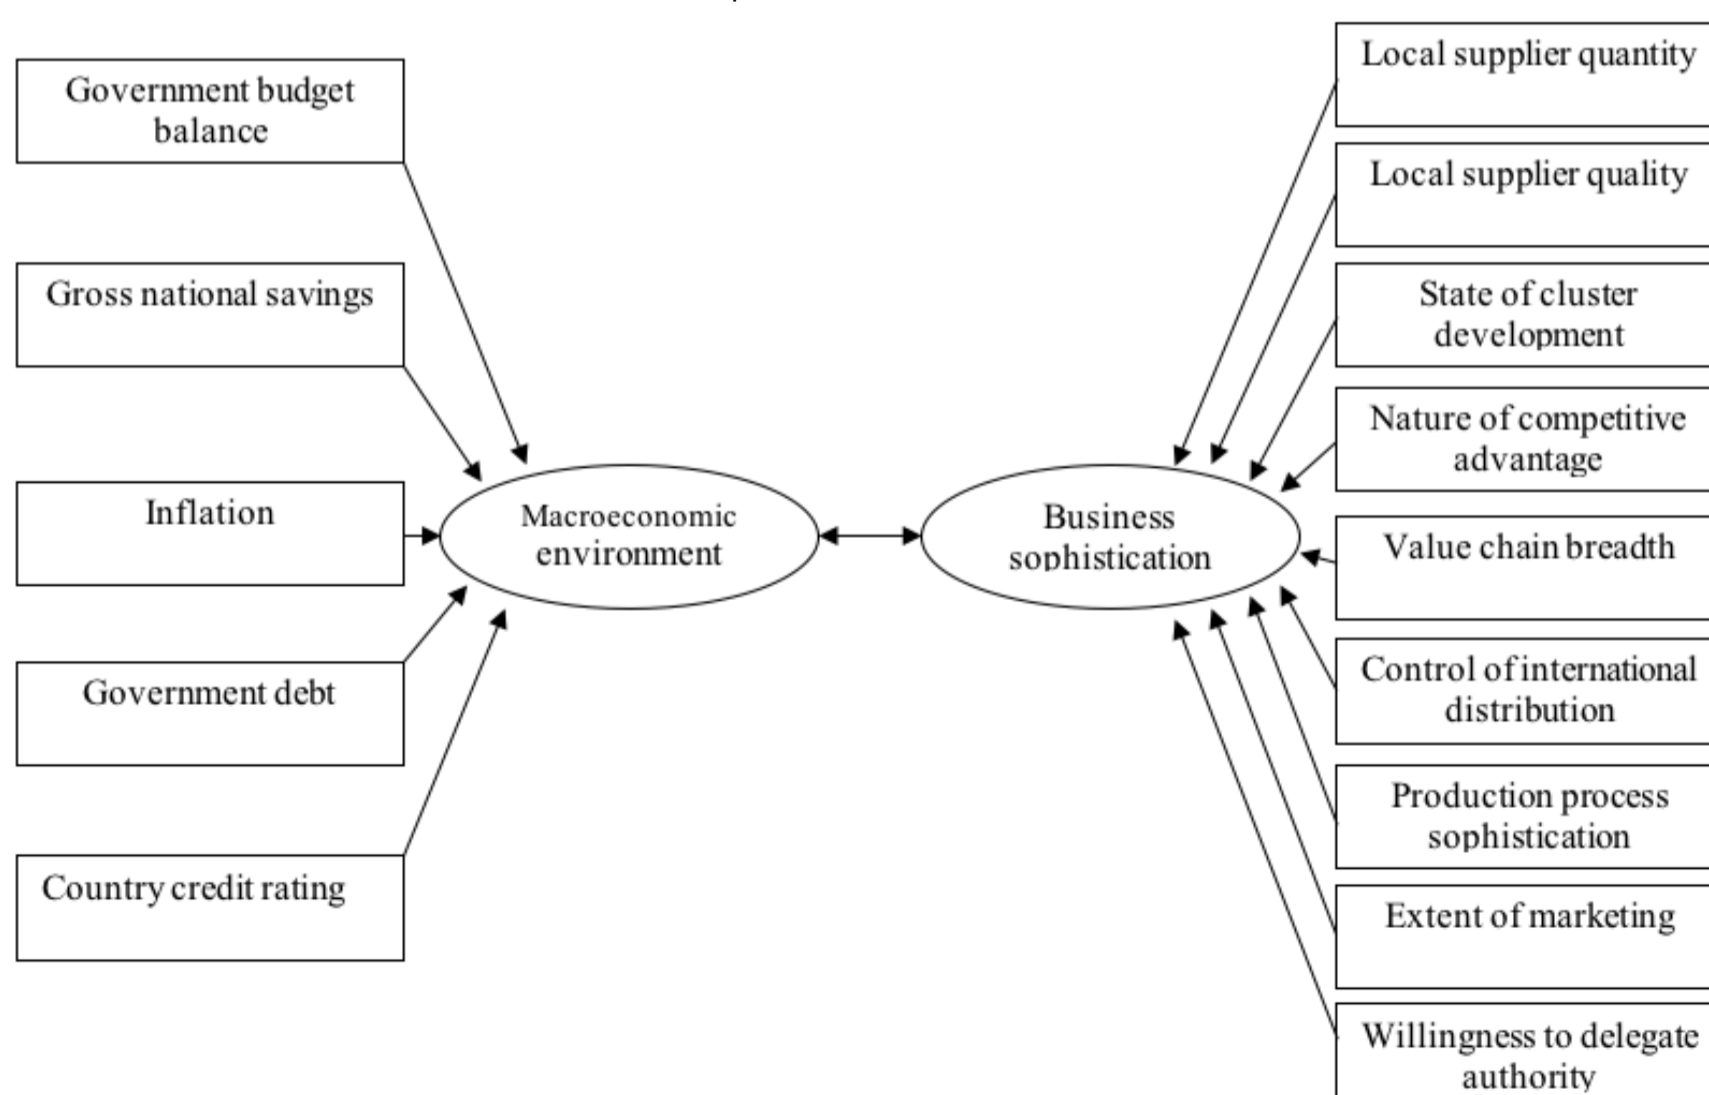 Government budget
balance
Gross national savings
Inflation
Government debt
Country credit rating
Macroeconomic
environment
Business
sophistication
Local supplier quantity
Local supplier quality
State of cluster
development
Nature of competitive
advantage
Value chain breadth
Control of international
distribution
Production process
sophistication
Extent of marketing
Willingness to delegate
authority